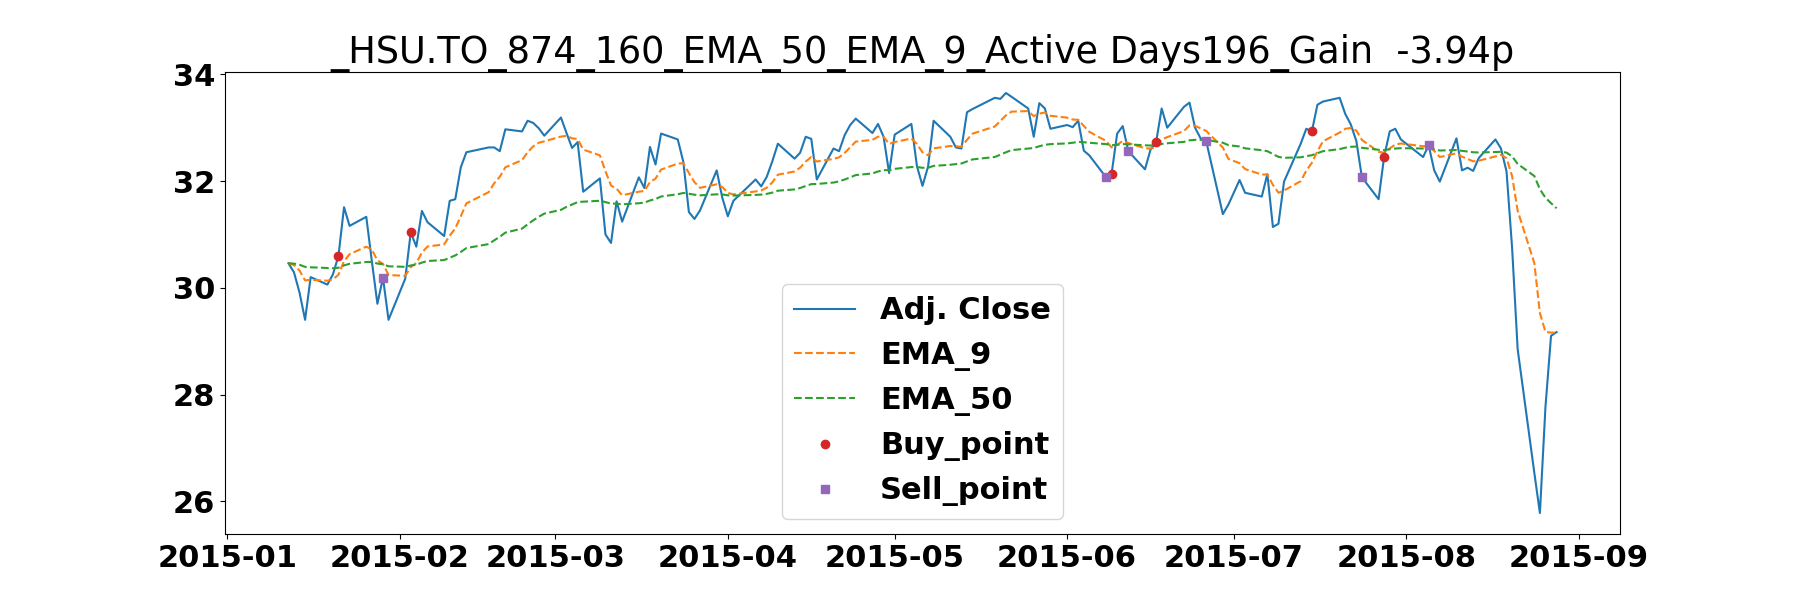 _HSU.TO_874_160_EMA_50_EMA_9_Active Days196_Gain  -3.94p
34
32
30
28
26
Adj. Close
EMA_9
EMA_50
Buy_point
Sell_point
2015-01 2015-02 2015-03 2015-04 2015-05 2015-06 2015-07 2015-08 2015-09